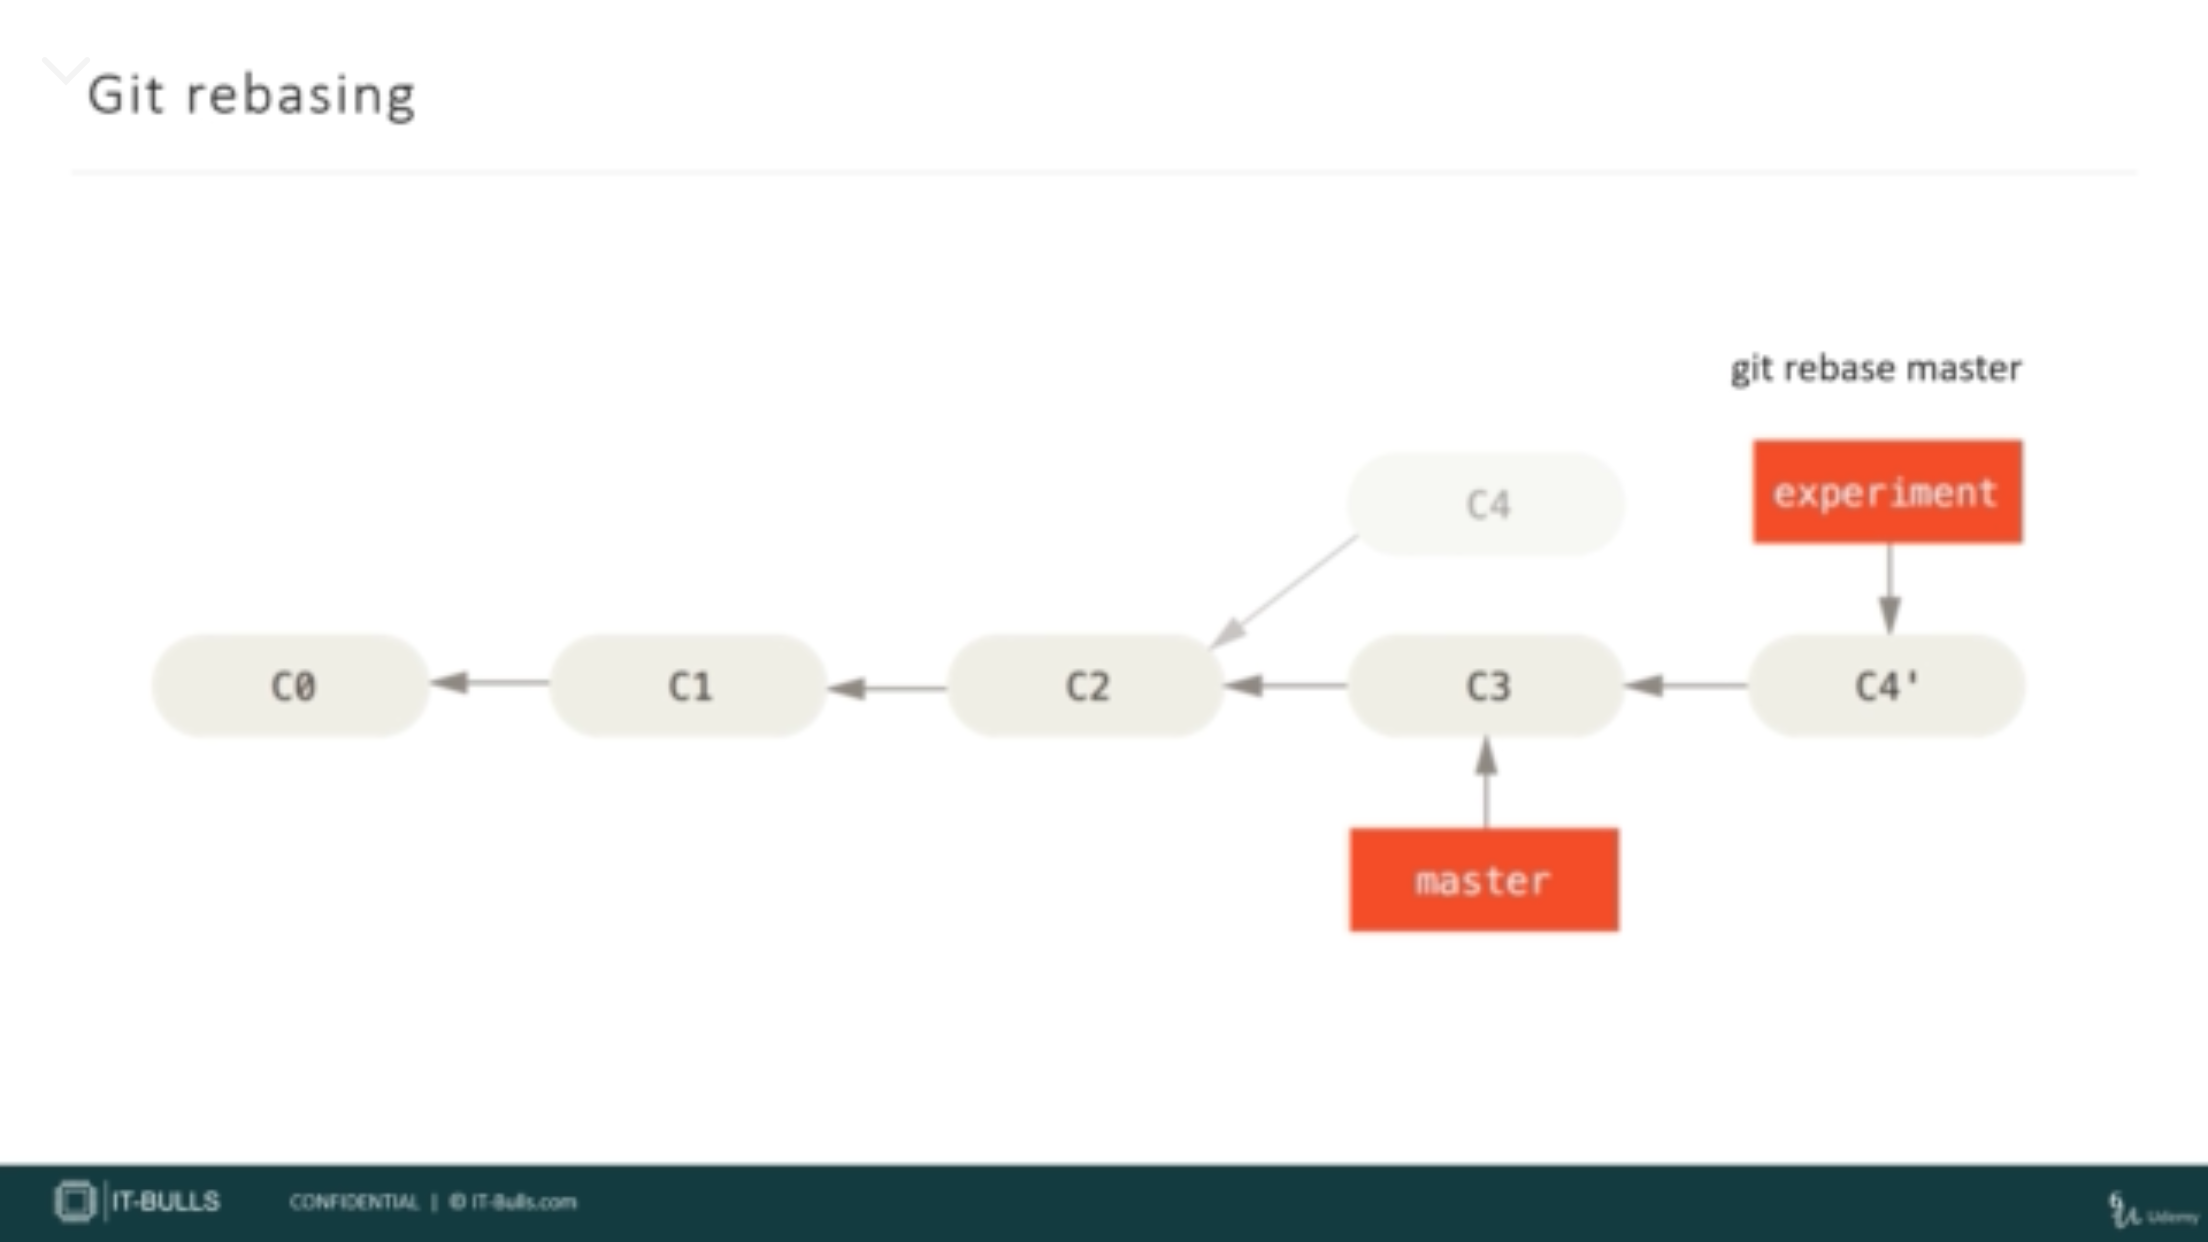 Git rebasing
git rebase master
experiment
C4
C0
C1
C2
C3
C4'
master
IT-BULLS
CONFIDENTIAL | © IT-Bulls.com
Udemy